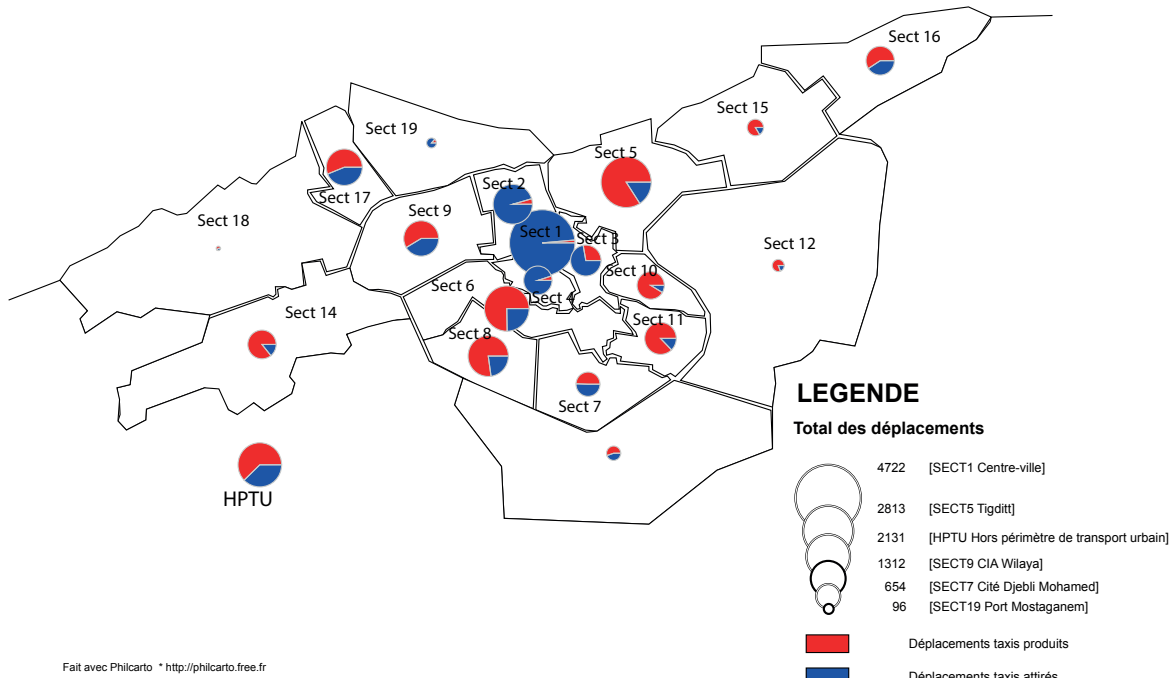 Sect 16
Sect 15
Sect 19
Sect 5
Sect 2
Sect 17
Sect 9
Sect 18
Sect 1
Sect 3
Sect 12
Sect 10
Sect 6
Sect 4
Sect 14
Sect 11
Sect 8
Sect 7
HPTU
LEGENDE
Total des déplacements
4722 [SECT1 Centre-ville]
2813 [SECT5 Tigditt]
2131 [HPTU Hors périmètre de transport urbain]
1312 [SECT9 CIA Wilaya]
654 [SECT7 Cité Djebli Mohamed]
96 [SECT19 Port Mostaganem]
Déplacements taxis produits
Déplacements taxis attirés
Fait avec Philcarto * http://philcarto.free.fr